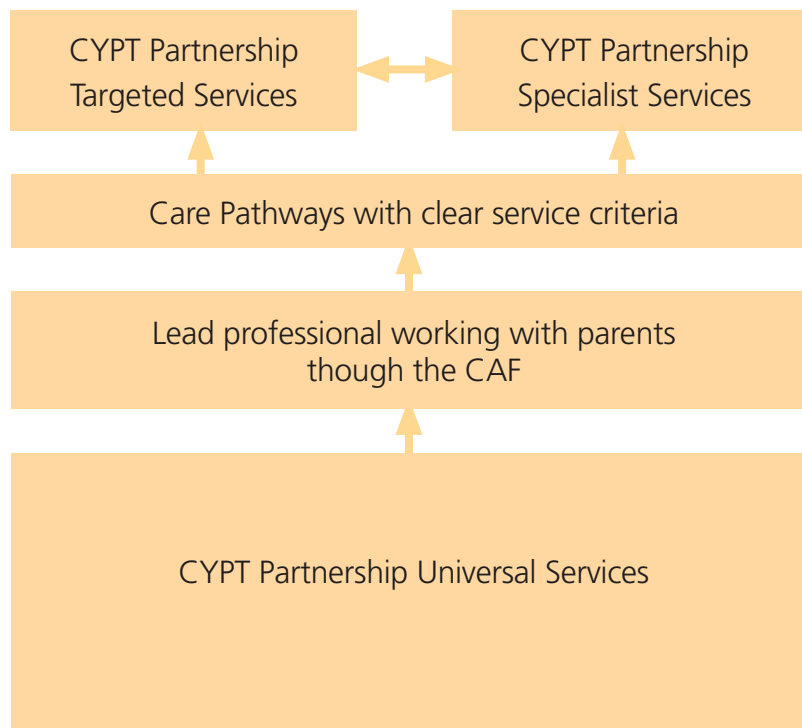 CYPT Partnership
Targeted Services
CYPT Partnership
Specialist Services
Care Pathways with clear service criteria
Lead professional working with parents
though the CAF
CYPT Partnership Universal Services